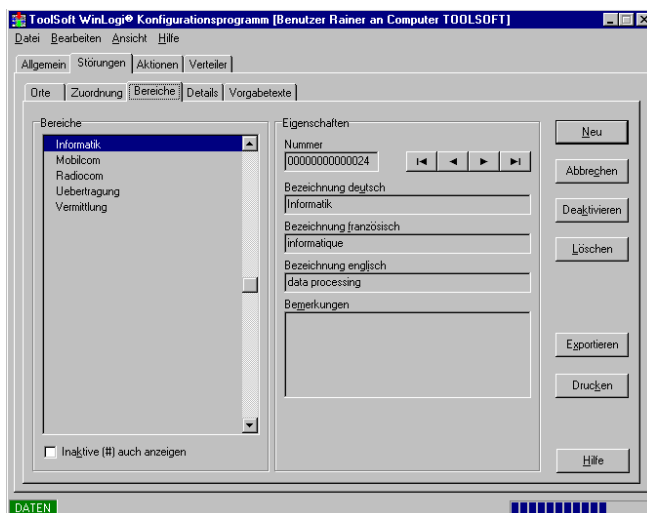 ToolSoft WinLogi® Konfigurationsprogramm [Benutzer Rainer an Computer TOOLSOFT]
Datei Bearbeiten Ansicht Hilfe
Allgemein Störungen Aktionen Verteiler
Orte Zuordnung Bereiche Details Vorgabetexte
Bereiche
Informatik
Mobilcom
Radiocom
Uebertragung
Vermittlung
Inaktive (#) auch anzeigen
Eigenschaften
Nummer
00000000000024
Bezeichnung deutsch
Informatik
Bezeichnung französisch
informatique
Bezeichnung englisch
data processing
Bemerkungen
Neu
Abbrechen
Deaktivieren
Löschen
Exportieren
Drucken
Hilfe
DATEN